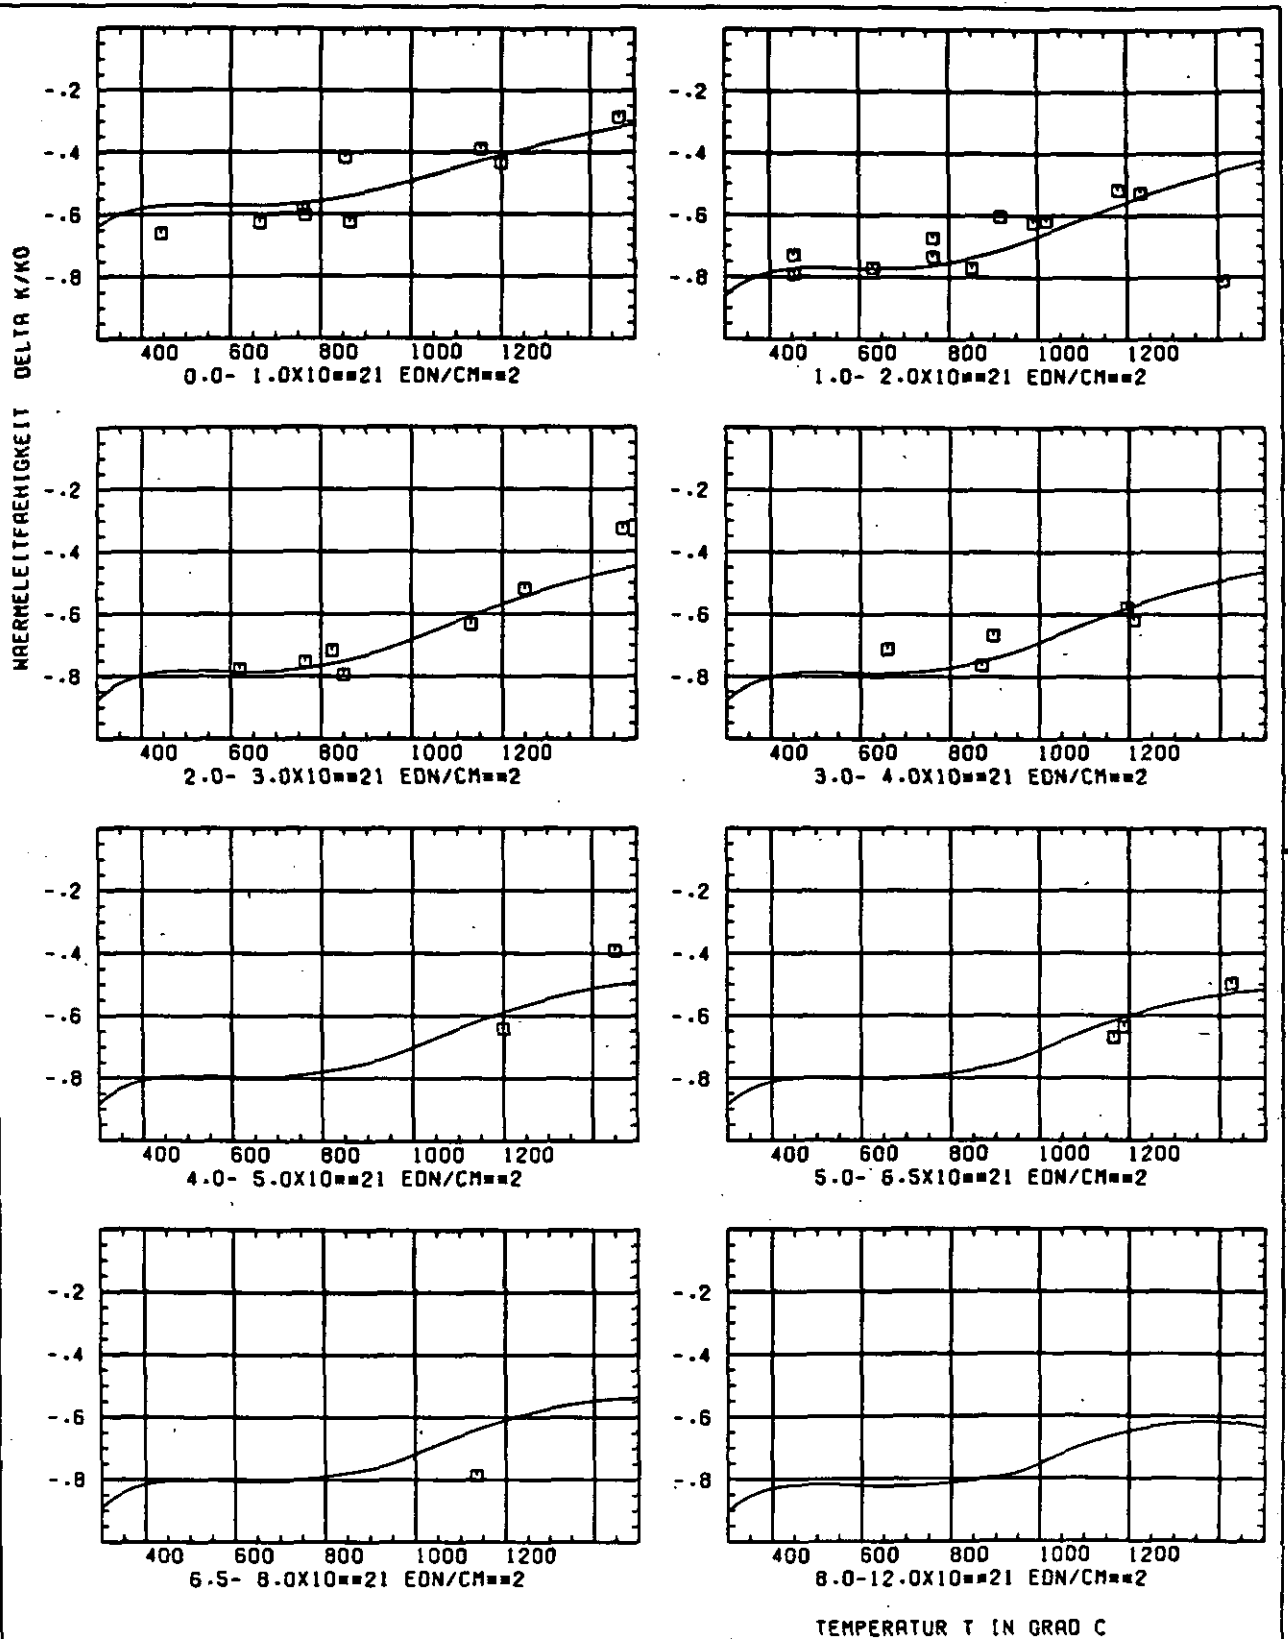 WAERMELEITFAEHIGKEIT DELTA K/KO
-.2 -.4 -.6 -.8
400 600 800 1000 1200
0.0- 1.0X10**21 EDN/CM**2
-.2 -.4 -.6 -.8
400 600 800 1000 1200
1.0- 2.0X10**21 EDN/CM**2
-.2 -.4 -.6 -.8
400 600 800 1000 1200
2.0- 3.0X10**21 EDN/CM**2
-.2 -.4 -.6 -.8
400 600 800 1000 1200
3.0- 4.0X10**21 EDN/CM**2
-.2 -.4 -.6 -.8
400 600 800 1000 1200
4.0- 5.0X10**21 EDN/CM**2
-.2 -.4 -.6 -.8
400 600 800 1000 1200
5.0- 6.5X10**21 EDN/CM**2
-.2 -.4 -.6 -.8
400 600 800 1000 1200
6.5- 8.0X10**21 EDN/CM**2
-.2 -.4 -.6 -.8
400 600 800 1000 1200
8.0-12.0X10**21 EDN/CM**2
TEMPERATUR T IN GRAD C